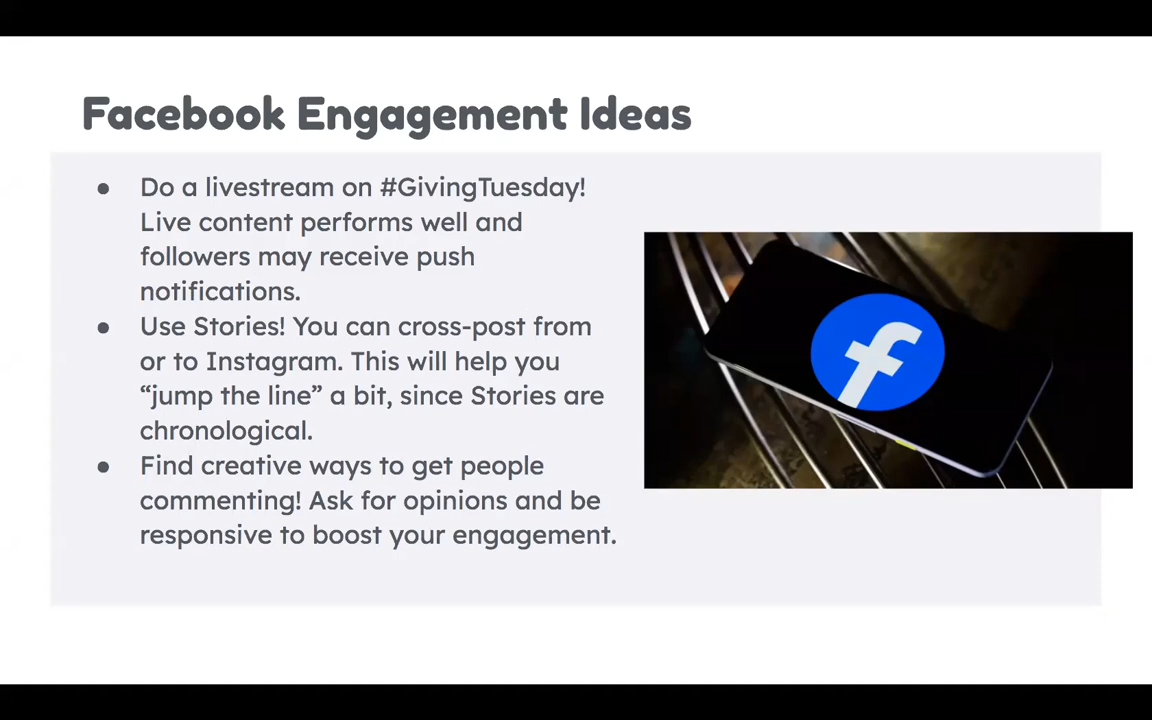 Facebook Engagement Ideas
● Do a livestream on #GivingTuesday!
Live content performs well and
followers may receive push
notifications.
● Use Stories! You can cross-post from
or to Instagram. This will help you
“jump the line” a bit, since Stories are
chronological.
● Find creative ways to get people
commenting! Ask for opinions and be
responsive to boost your engagement.
f